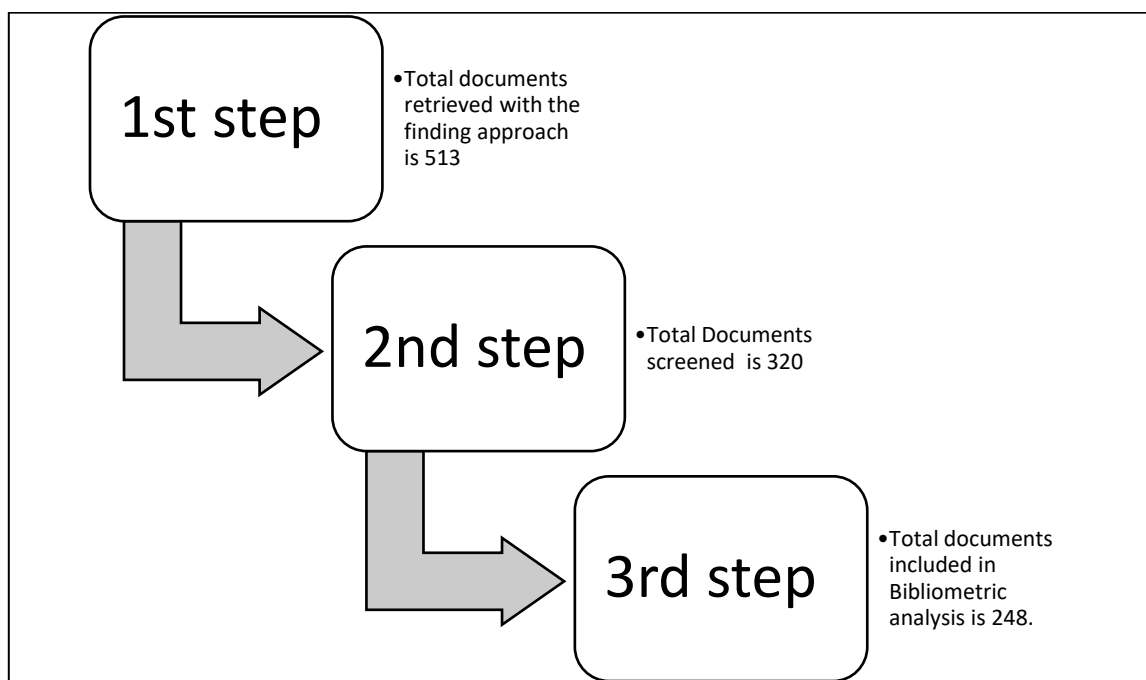 1st step
•Total documents
retrieved with the
finding approach
is 513
2nd step
•Total Documents
screened  is 320
3rd step
•Total documents
included in
Bibliometric
analysis is 248.